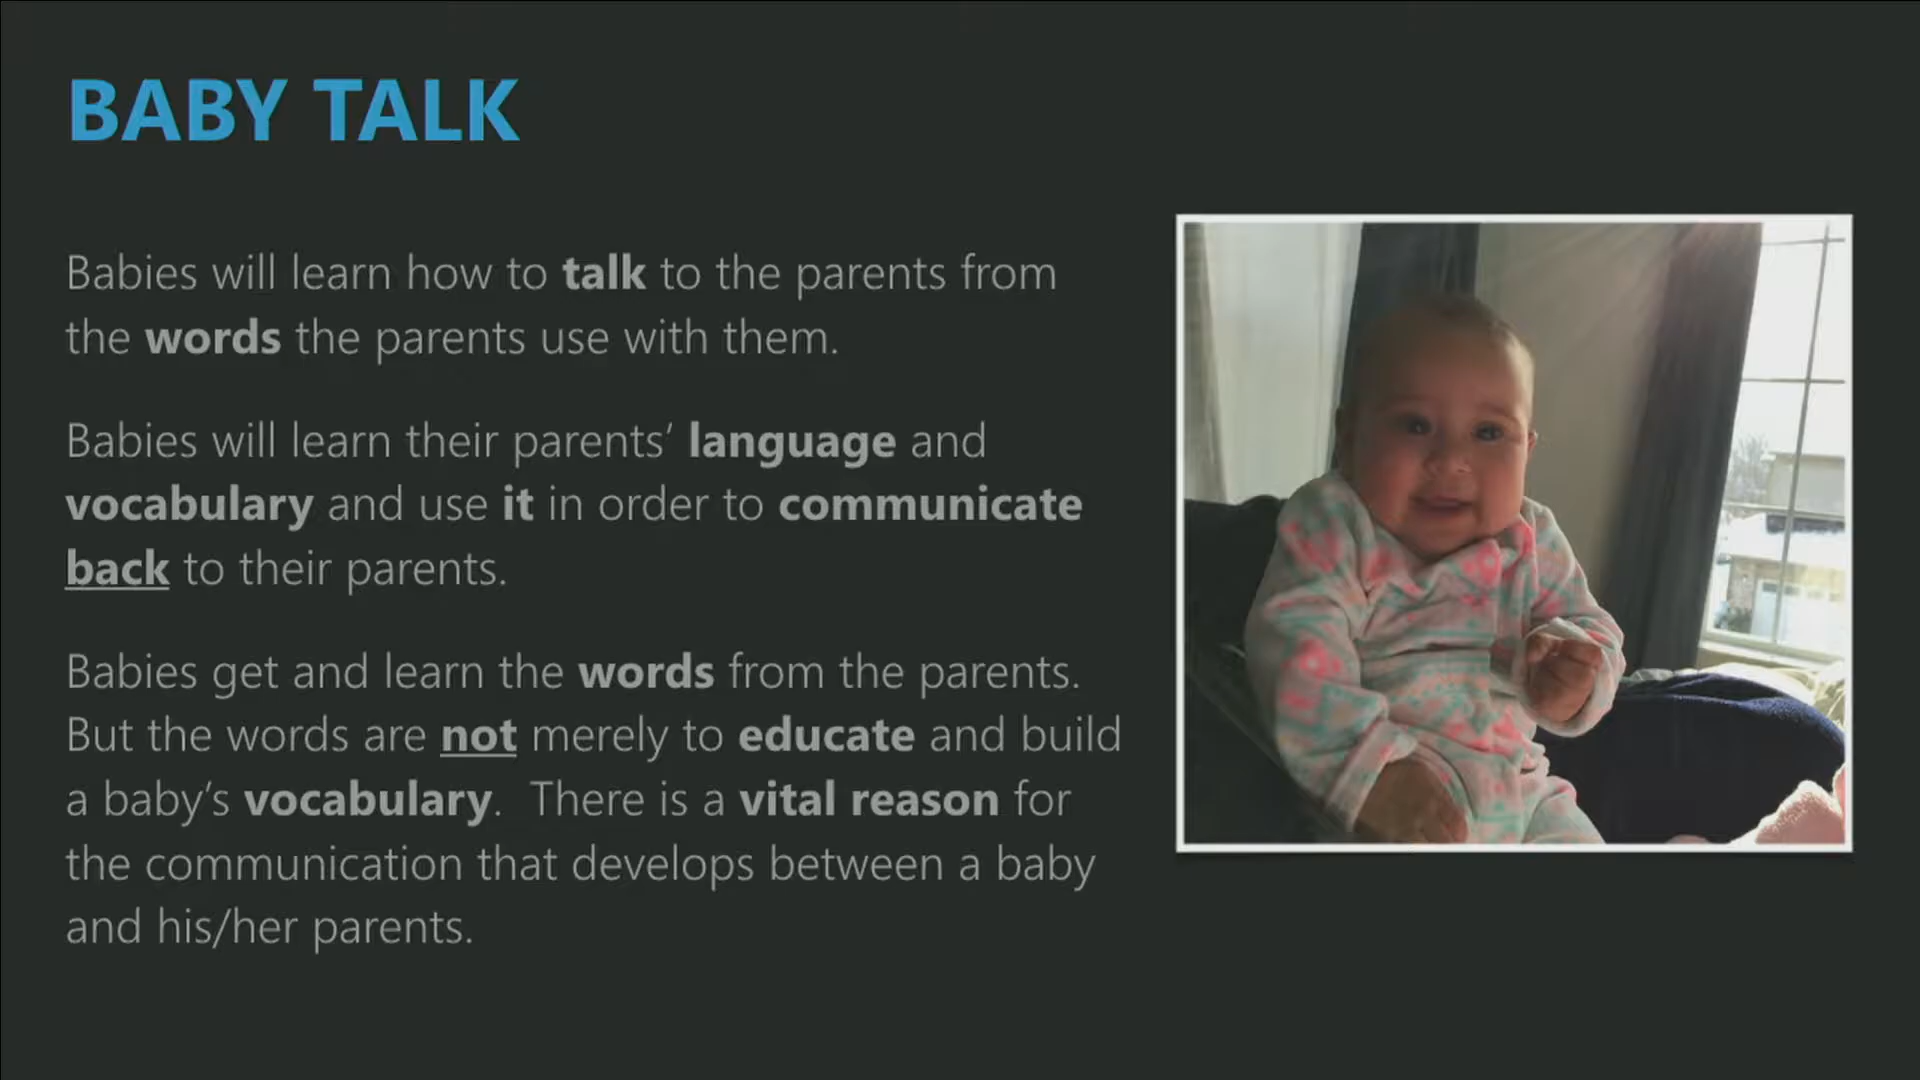 BABY TALK
Babies will learn how to talk to the parents from
the words the parents use with them.
Babies will learn their parents’ language and
vocabulary and use it in order to communicate
back to their parents.
Babies get and learn the words from the parents.
But the words are not merely to educate and build
a baby’s vocabulary.  There is a vital reason for
the communication that develops between a baby
and his/her parents.